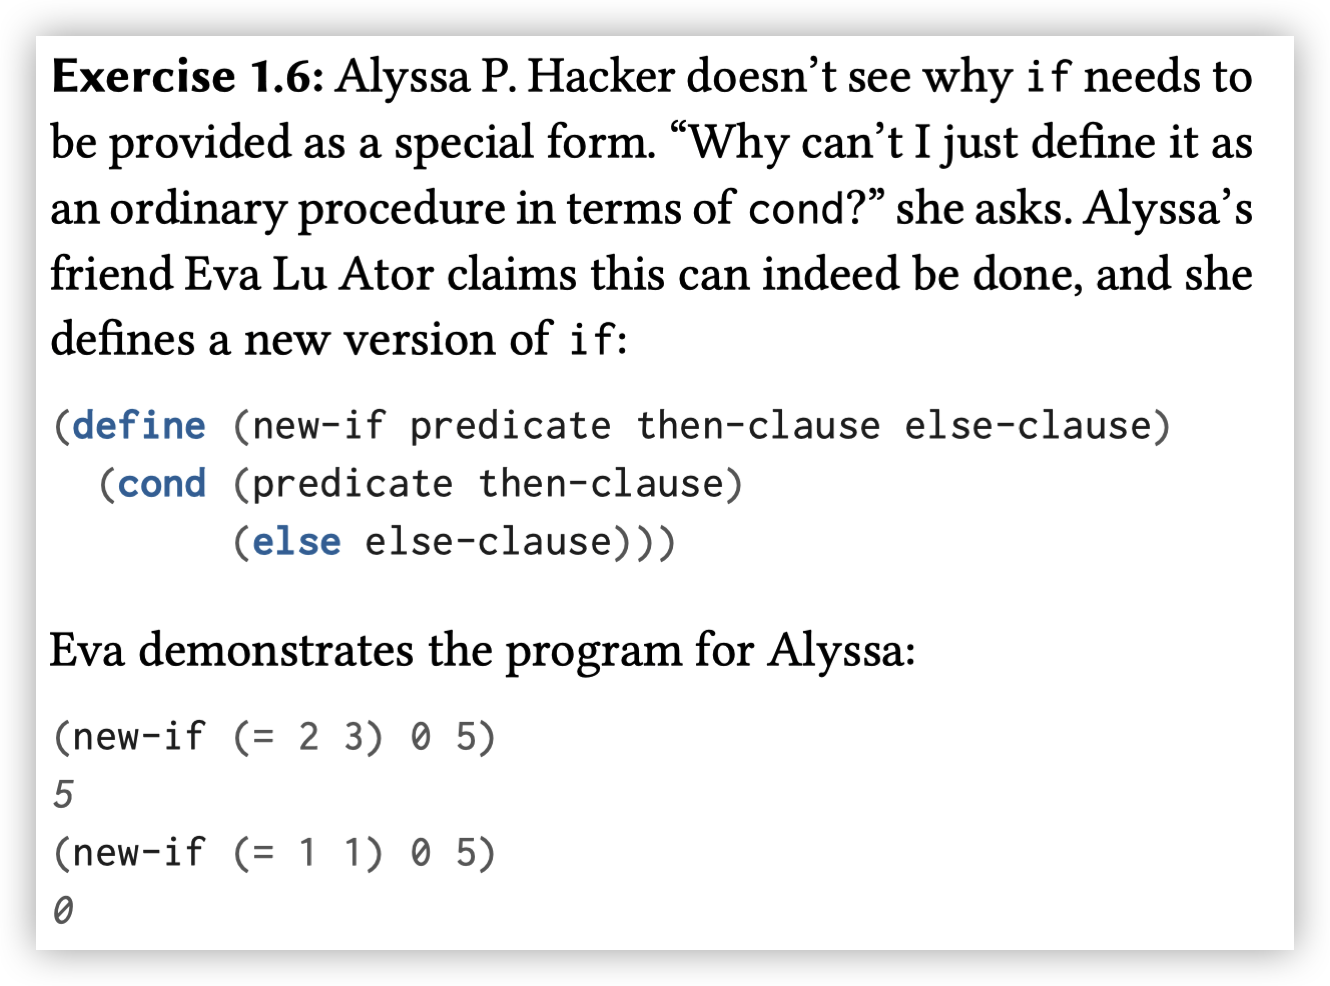 Exercise 1.6: Alyssa P. Hacker doesn’t see why if needs to
be provided as a special form. “Why can’t I just define it as
an ordinary procedure in terms of cond?” she asks. Alyssa’s
friend Eva Lu Ator claims this can indeed be done, and she
defines a new version of if:
(define (new-if predicate then-clause else-clause)
  (cond (predicate then-clause)
        (else else-clause)))
Eva demonstrates the program for Alyssa:
(new-if (= 2 3) 0 5)
5
(new-if (= 1 1) 0 5)
0